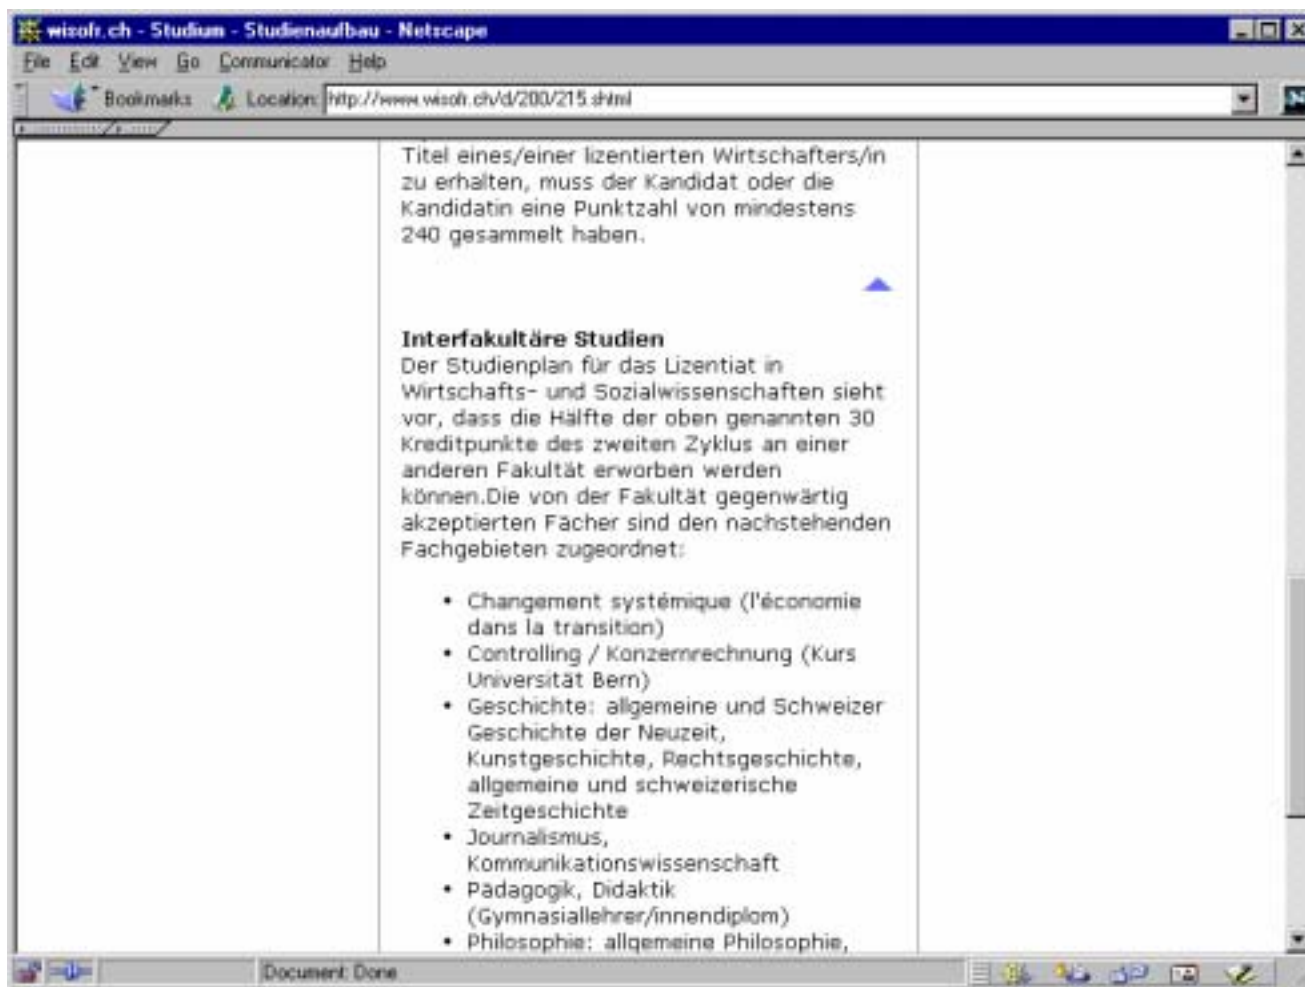 wisofr.ch - Studium - Studienaufbau - Netscape
File Edit View Go Communicator Help
Bookmarks Location: http://www.wisofr.ch/d/200/215.shtml
Titel eines/einer lizentierten Wirtschafters/in
zu erhalten, muss der Kandidat oder die
Kandidatin eine Punktzahl von mindestens
240 gesammelt haben.
Interfakultäre Studien
Der Studienplan für das Lizentiat in
Wirtschafts- und Sozialwissenschaften sieht
vor, dass die Hälfte der oben genannten 30
Kreditpunkte des zweiten Zyklus an einer
anderen Fakultät erworben werden
können.Die von der Fakultät gegenwärtig
akzeptierten Fächer sind den nachstehenden
Fachgebieten zugeordnet:
• Changement systémique (l'économie
dans la transition)
• Controlling / Konzernrechnung (Kurs
Universität Bern)
• Geschichte: allgemeine und Schweizer
Geschichte der Neuzeit,
Kunstgeschichte, Rechtsgeschichte,
allgemeine und schweizerische
Zeitgeschichte
• Journalismus,
Kommunikationswissenschaft
• Pädagogik, Didaktik
(Gymnasiallehrer/innendiplom)
• Philosophie: allgemeine Philosophie,
Document: Done